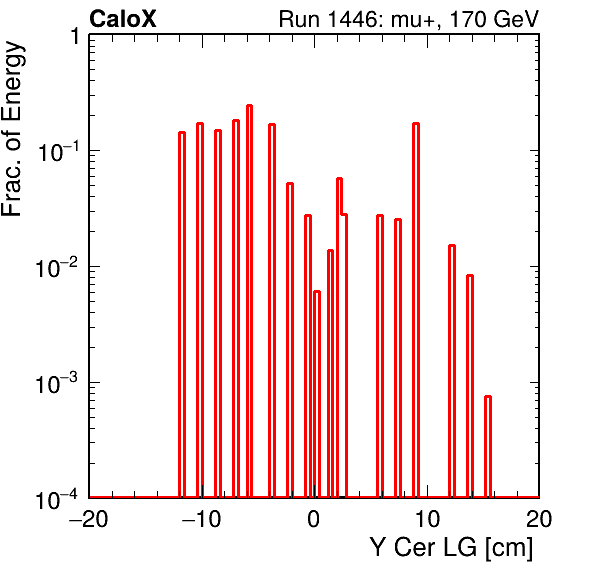 CaloX Run 1446: mu+, 170 GeV
Frac. of Energy
1
10⁻¹
10⁻²
10⁻³
10⁻⁴
−20 −10 0 10 20
Y Cer LG [cm]